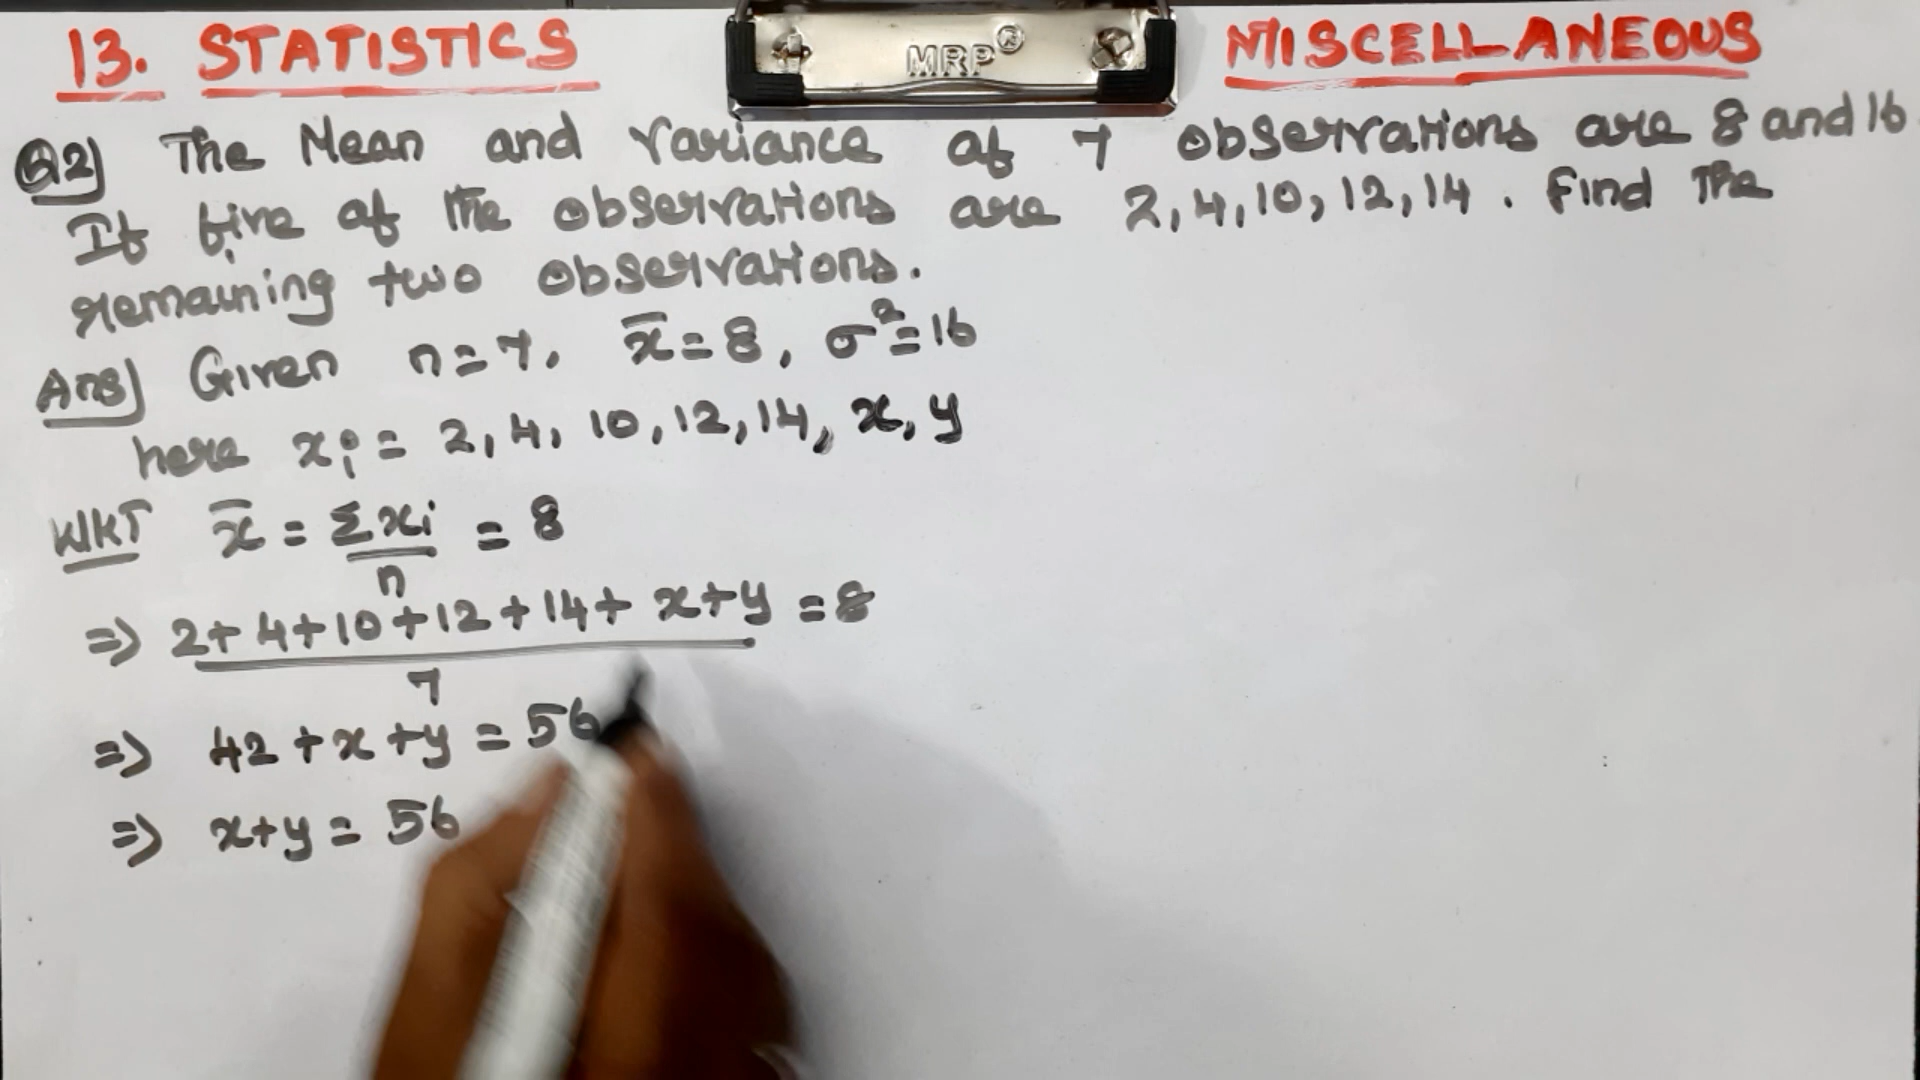 13. STATISTICS
MRP®
MISCELLANEOUS
Q2) The Mean and Variance of 7 observations are 8 and 16
If five of the observations are 2, 4, 10, 12, 14. Find The
remaining two observations.
Ans) Given n = 7, x̄ = 8, σ² = 16
here xi = 2, 4, 10, 12, 14, x, y
WKT x̄ = Σxi/n = 8
⇒ (2+4+10+12+14+x+y)/7 = 8
⇒ 42 + x + y = 56
⇒ x+y = 56